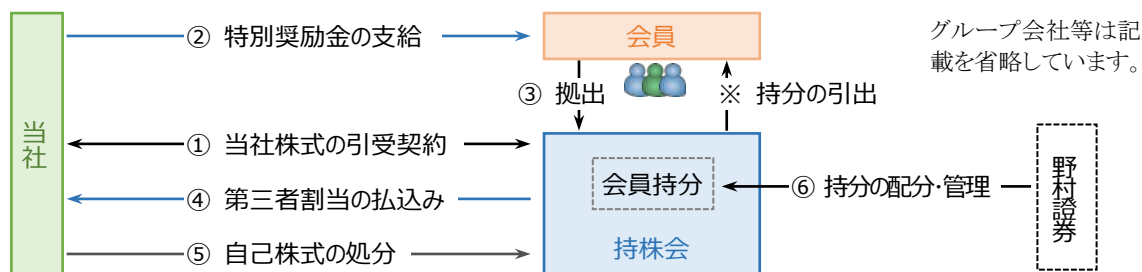 ② 特別奨励金の支給
会員
グループ会社等は記
載を省略しています。
③ 拠出
※ 持分の引出
当社
① 当社株式の引受契約
④ 第三者割当の払込み
⑤ 自己株式の処分
会員持分
持株会
⑥ 持分の配分・管理
野村證券